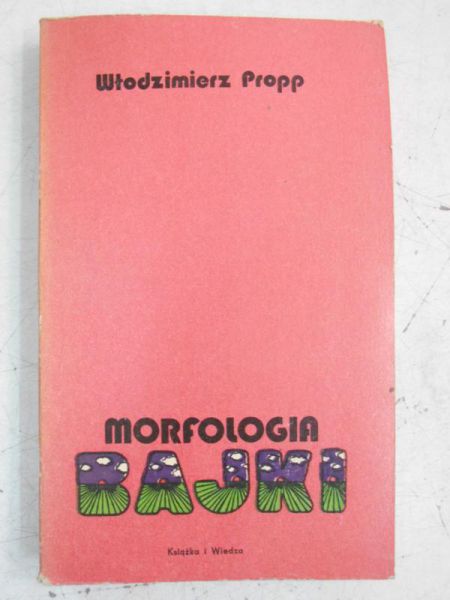 Włodzimierz Propp
MORFOLOGIA
BAJKI
Książka i Wiedza